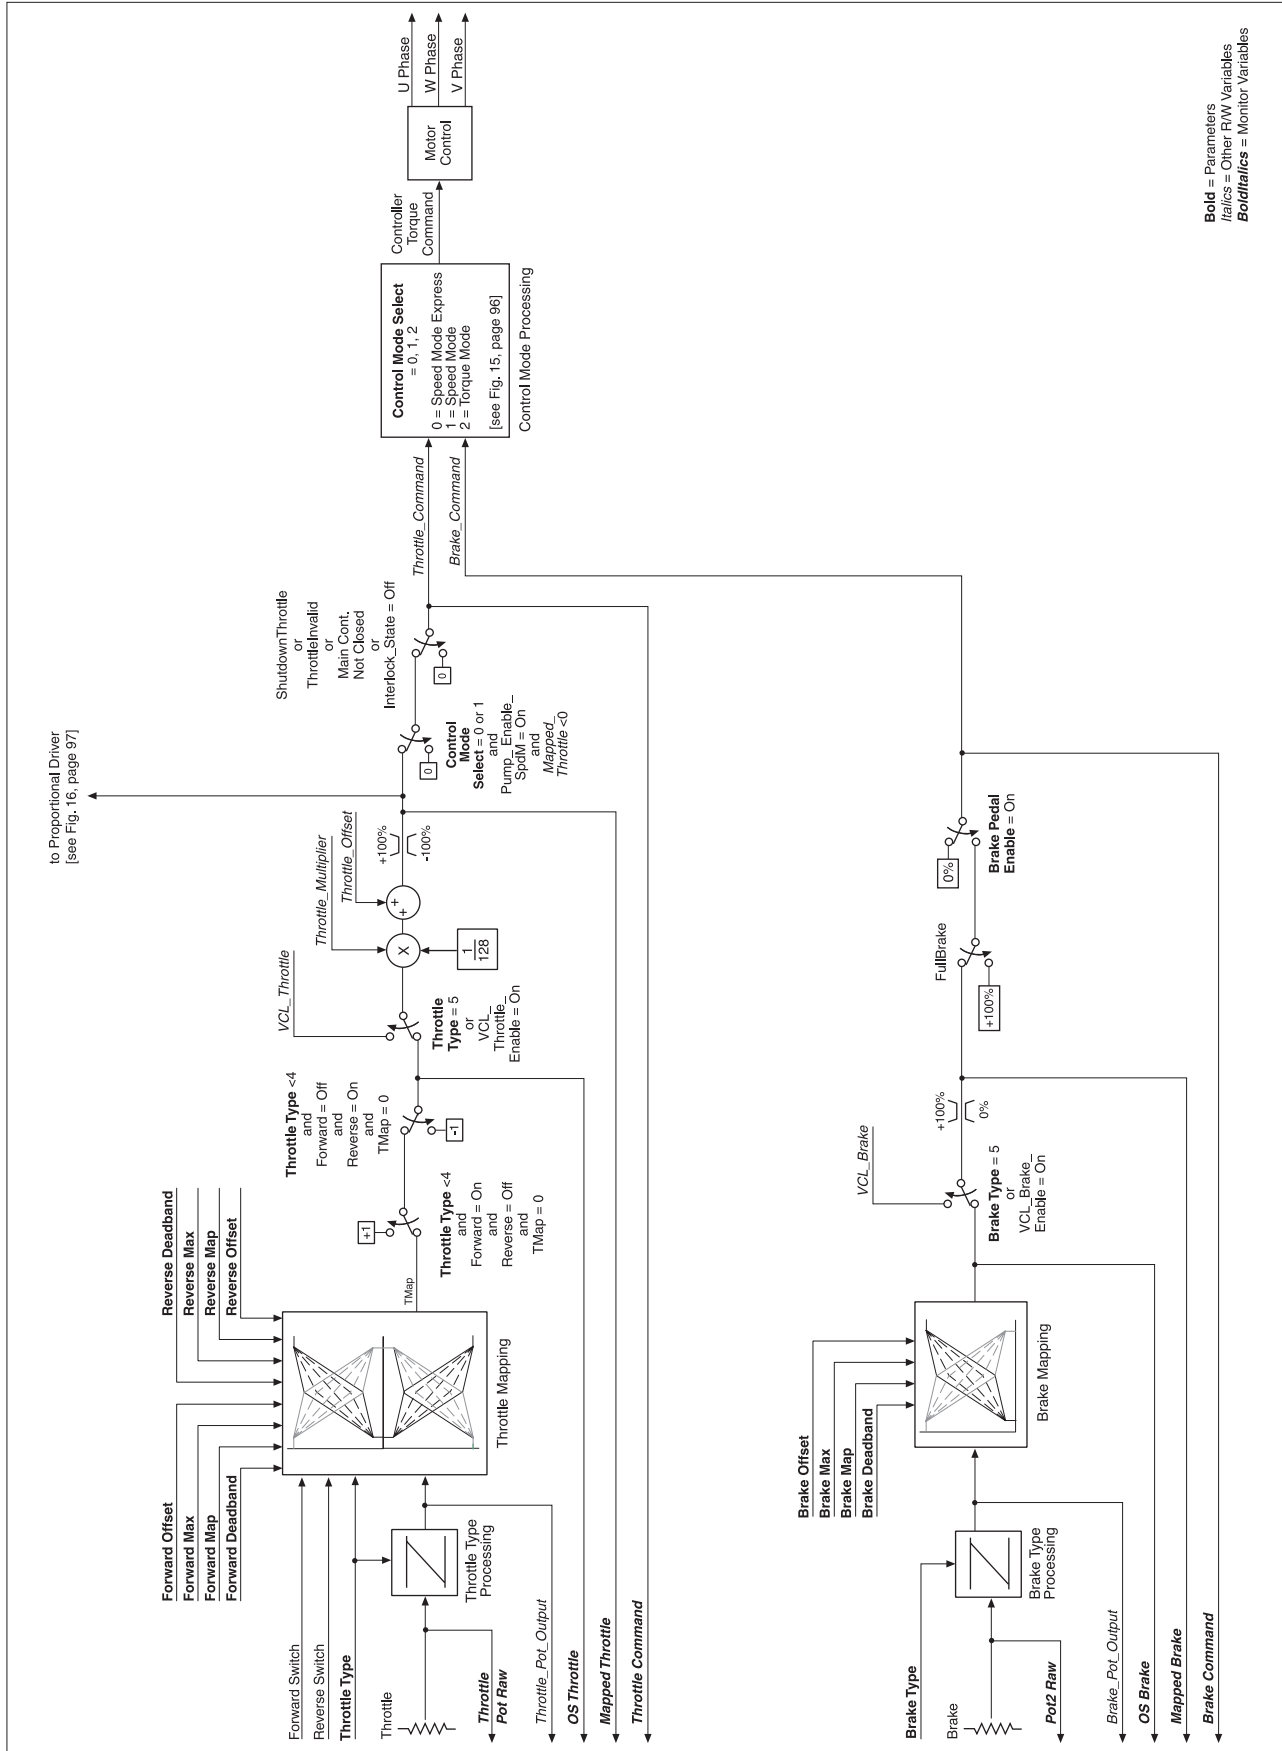 Forward Offset
Forward Max
Forward Map
Forward Deadband
Reverse Deadband
Reverse Max
Reverse Map
Reverse Offset
Forward Switch
Reverse Switch
Throttle Type
Throttle
Throttle
Pot Raw
Throttle_Pot_Output
OS Throttle
Mapped Throttle
Throttle Command
Throttle Type
Processing
Throttle Mapping
TMap
+1
Throttle Type <4
and
Forward = On
and
Reverse = Off
and
TMap = 0
Throttle Type <4
and
Forward = Off
and
Reverse = On
and
TMap = 0
-1
VCL_Throttle
Throttle
Type = 5
or
VCL_
Throttle_
Enable = On
Throttle_Multiplier
X
1
128
Throttle_Offset
+
+
+100%
-100%
to Proportional Driver
[see Fig. 16, page 97]
0
Control
Mode
Select = 0 or 1
and
Pump_Enable_
SpdM = On
and
Mapped_
Throttle <0
ShutdownThrottle
or
ThrottleInvalid
or
Main Cont.
Not Closed
or
Interlock_State = Off
0
Throttle_Command
Brake_Command
Control Mode Select
= 0, 1, 2
0 = Speed Mode Express
1 = Speed Mode
2 = Torque Mode
[see Fig. 15, page 96]
Control Mode Processing
Controller
Torque
Command
Motor
Control
U Phase
W Phase
V Phase
Brake Offset
Brake Max
Brake Map
Brake Deadband
Brake Type
Brake
Pot2 Raw
Brake_Pot_Output
OS Brake
Mapped Brake
Brake Command
Brake Type
Processing
Brake Mapping
VCL_Brake
Brake Type = 5
or
VCL_Brake_
Enable = On
+100%
0%
FullBrake
+100%
0%
Brake Pedal
Enable = On
Bold = Parameters
Italics = Other R/W Variables
BoldItalics = Monitor Variables